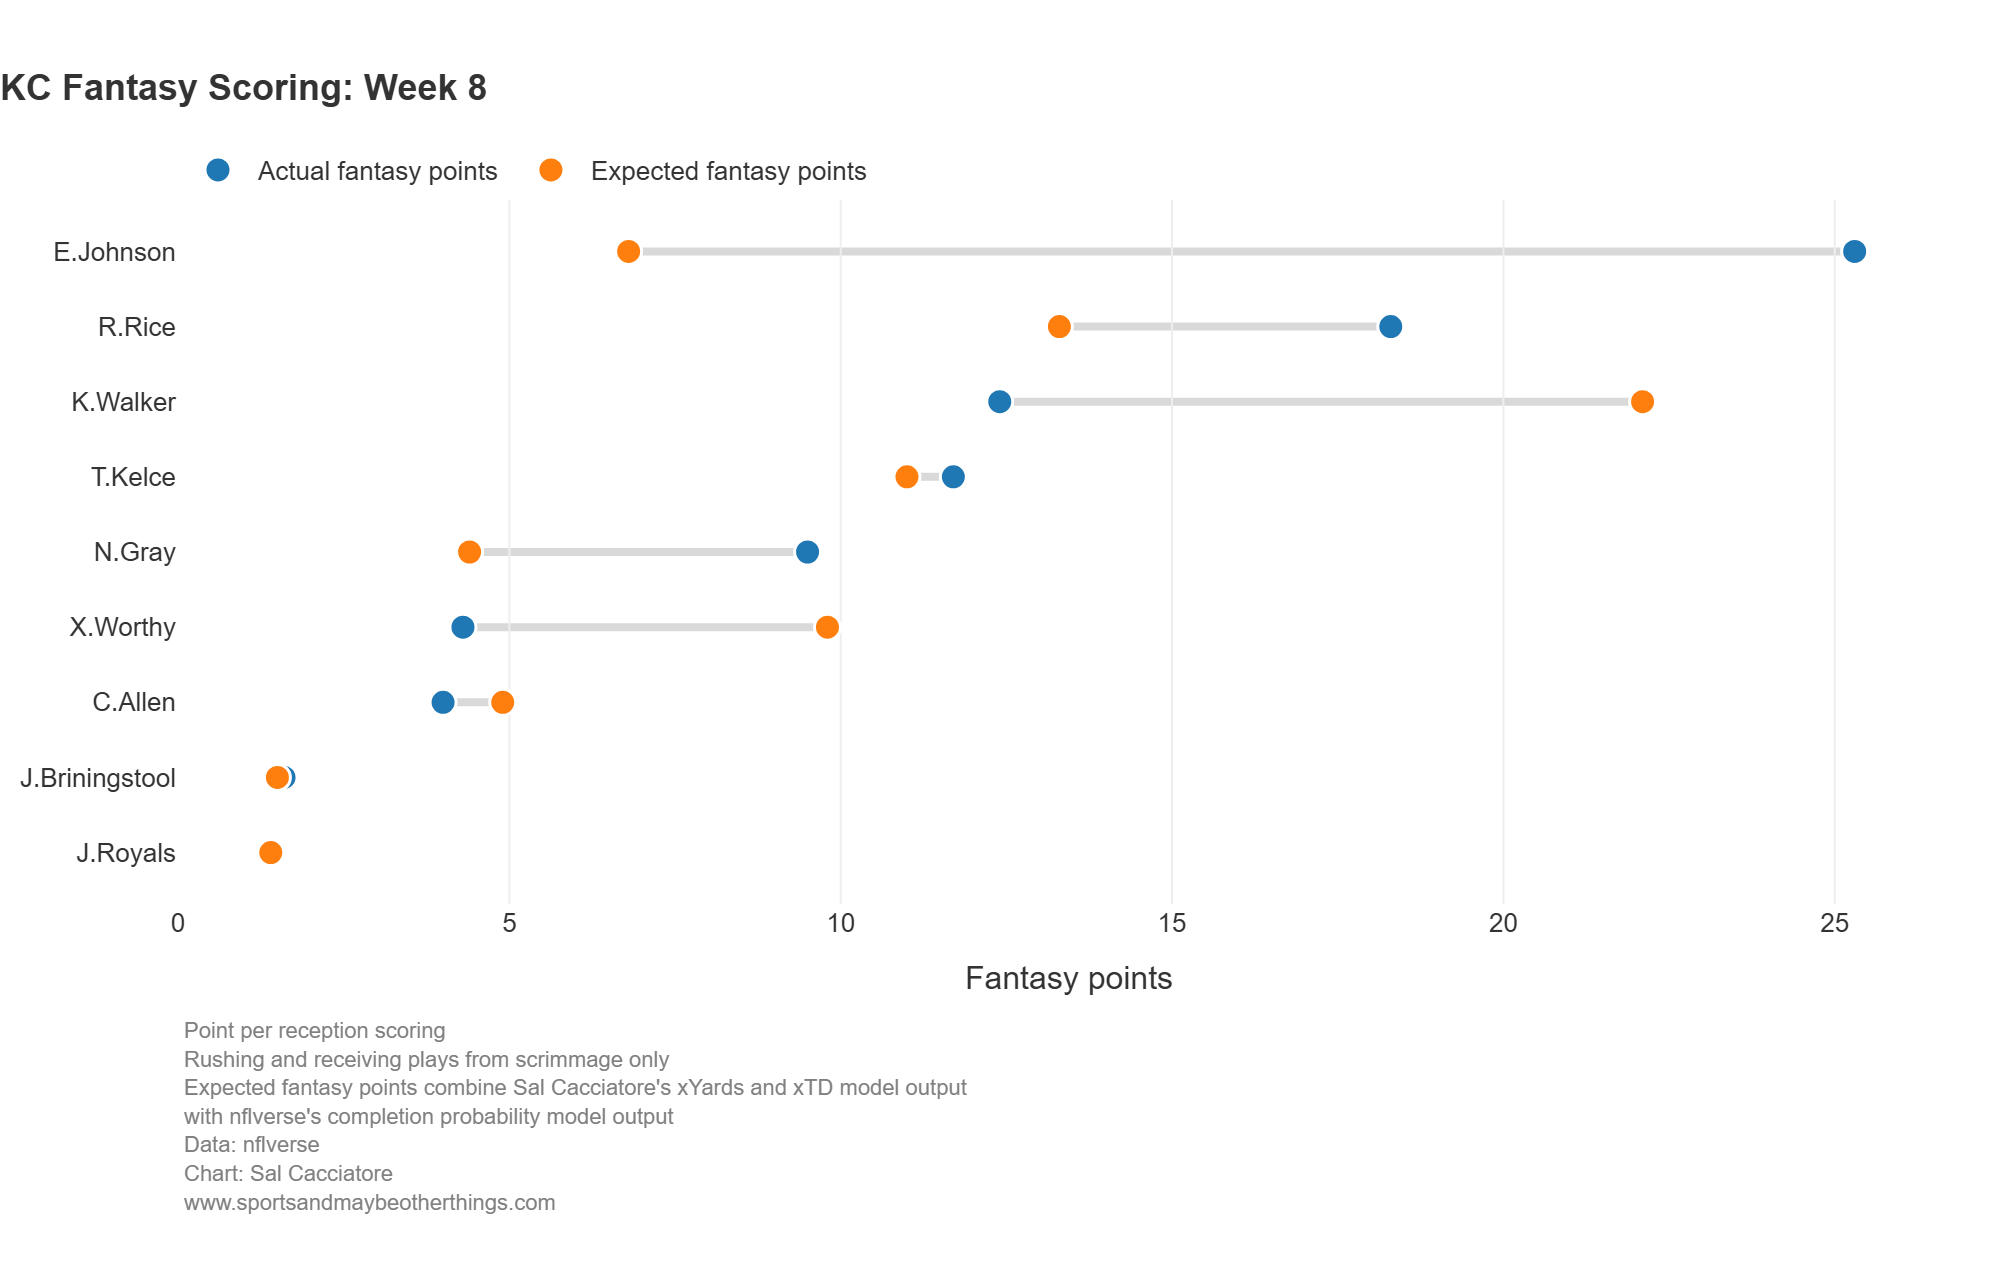 KC Fantasy Scoring: Week 8
Actual fantasy points
Expected fantasy points
E.Johnson
R.Rice
K.Walker
T.Kelce
N.Gray
X.Worthy
C.Allen
J.Briningstool
J.Royals
0 5 10 15 20 25
Fantasy points
Point per reception scoring
Rushing and receiving plays from scrimmage only
Expected fantasy points combine Sal Cacciatore's xYards and xTD model output
with nflverse's completion probability model output
Data: nflverse
Chart: Sal Cacciatore
www.sportsandmaybeotherthings.com